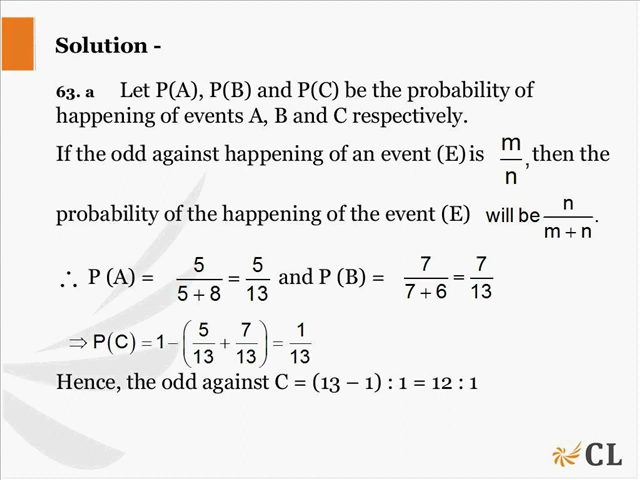 Solution -
63. a Let P(A), P(B) and P(C) be the probability of
happening of events A, B and C respectively.
If the odd against happening of an event (E) is m/n, then the
probability of the happening of the event (E) will be n/(m + n).
∴ P (A) = 5/(5 + 8) = 5/13 and P (B) = 7/(7 + 6) = 7/13
⇒ P(C) = 1 − (5/13 + 7/13) = 1/13
Hence, the odd against C = (13 – 1) : 1 = 12 : 1
CL